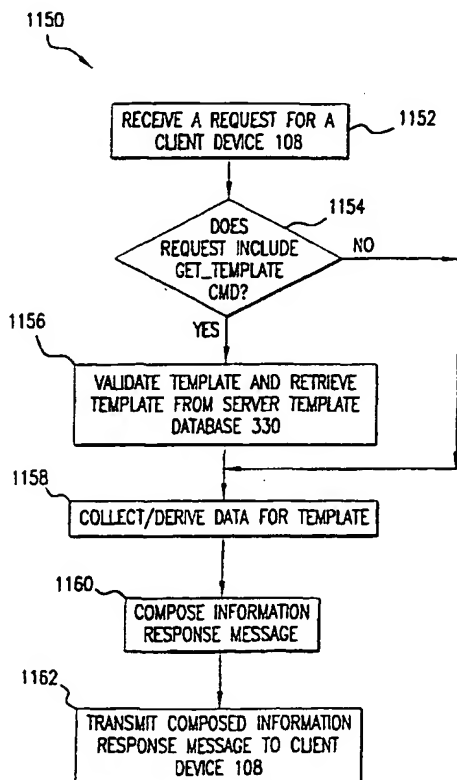 1150
RECEIVE A REQUEST FOR A
CLIENT DEVICE 108
1152
1154
DOES
REQUEST INCLUDE
GET_TEMPLATE
CMD?
NO
YES
1156
VALIDATE TEMPLATE AND RETRIEVE
TEMPLATE FROM SERVER TEMPLATE
DATABASE 330
1158
COLLECT/DERIVE DATA FOR TEMPLATE
1160
COMPOSE INFORMATION
RESPONSE MESSAGE
1162
TRANSMIT COMPOSED INFORMATION
RESPONSE MESSAGE TO CLIENT
DEVICE 108